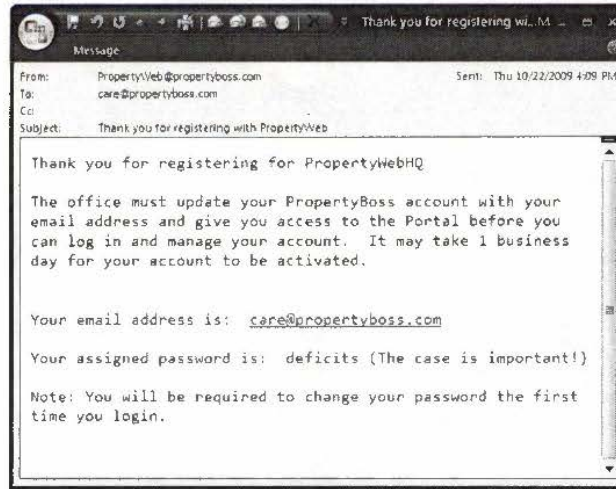 Thank you for registering wi... M
Message
From: PropertyWeb@propertyboss.com Sent: Thu 10/22/2009 4:09 PM
To: care@propertyboss.com
Cc:
Subject: Thank you for registering with PropertyWeb
Thank you for registering for PropertyWebHQ
The office must update your PropertyBoss account with your
email address and give you access to the Portal before you
can log in and manage your account. It may take 1 business
day for your account to be activated.
Your email address is: care@propertyboss.com
Your assigned password is: deficits (The case is important!)
Note: You will be required to change your password the first
time you login.